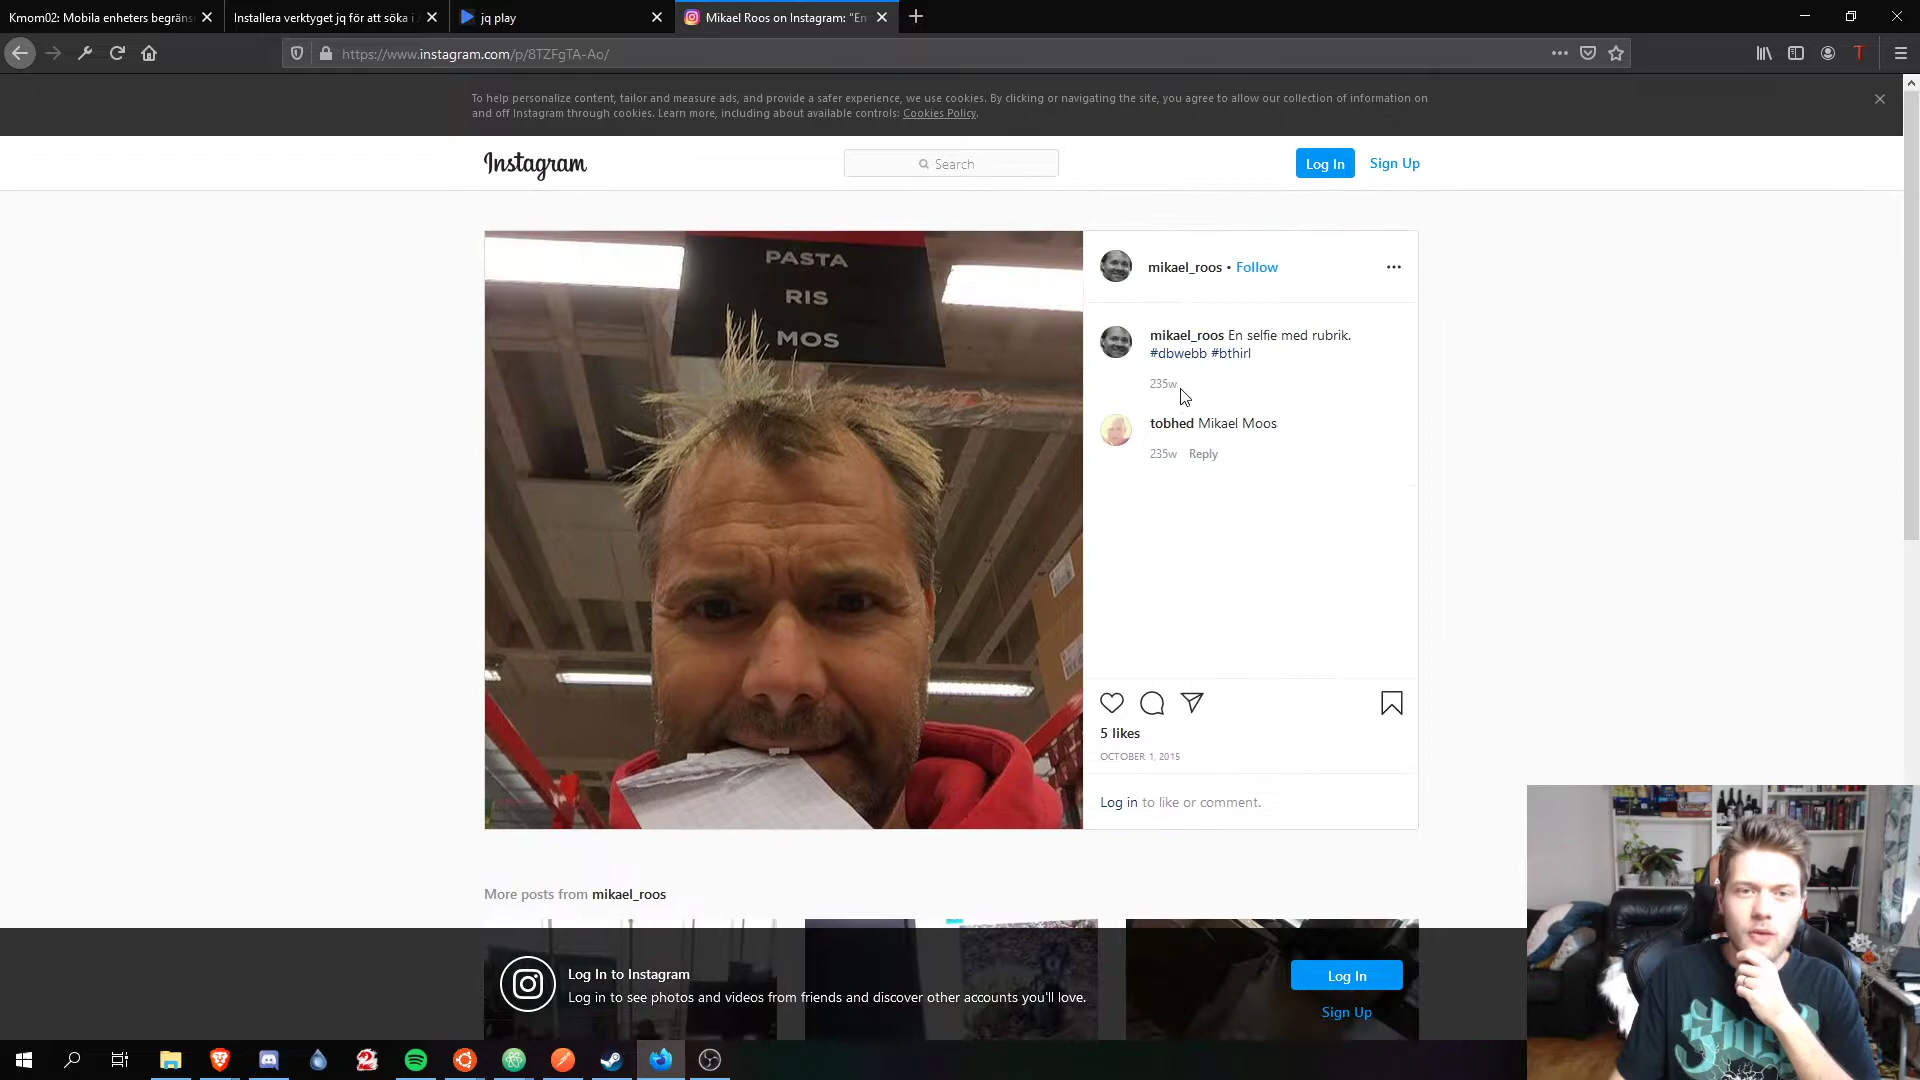 Kmom02: Mobila enheters begräns
Installera verktyget jq för att söka i
jq play
Mikael Roos on Instagram: "En
https://www.instagram.com/p/8TZFgTA-Ao/
To help personalize content, tailor and measure ads, and provide a safer experience, we use cookies. By clicking or navigating the site, you agree to allow our collection of information on
and off Instagram through cookies. Learn more, including about available controls: Cookies Policy.
Instagram
Search
Log In
Sign Up
PASTA
RIS
MOS
mikael_roos • Follow
mikael_roos En selfie med rubrik.
#dbwebb #bthirl
235w
tobhed Mikael Moos
235w Reply
5 likes
OCTOBER 1, 2015
Log in to like or comment.
More posts from mikael_roos
Log In to Instagram
Log in to see photos and videos from friends and discover other accounts you'll love.
Log In
Sign Up